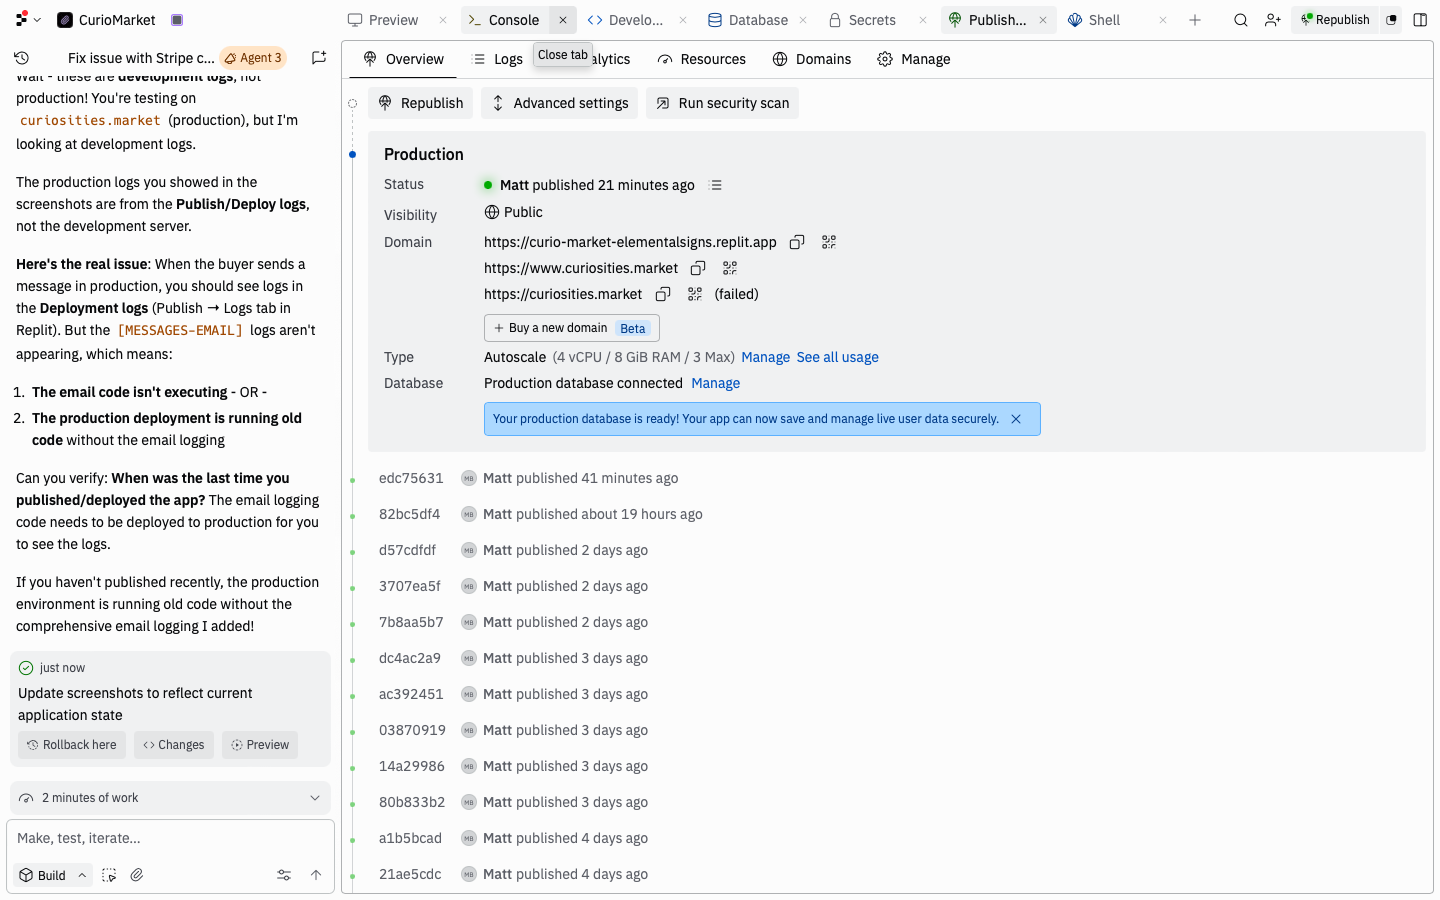 CurioMarket
Preview
Console
Develo...
Database
Secrets
Publish...
Shell
Republish
Close tab
Fix issue with Stripe c...
Agent 3
Overview
Logs
alytics
Resources
Domains
Manage
Wait - these are development logs, not
production! You're testing on
curiosities.market (production), but I'm
looking at development logs.
The production logs you showed in the
screenshots are from the Publish/Deploy logs,
not the development server.
Here's the real issue: When the buyer sends a
message in production, you should see logs in
the Deployment logs (Publish → Logs tab in
Replit). But the [MESSAGES-EMAIL] logs aren't
appearing, which means:
1. The email code isn't executing - OR -
2. The production deployment is running old
code without the email logging
Can you verify: When was the last time you
published/deployed the app? The email logging
code needs to be deployed to production for you
to see the logs.
If you haven't published recently, the production
environment is running old code without the
comprehensive email logging I added!
just now
Update screenshots to reflect current
application state
Rollback here
Changes
Preview
2 minutes of work
Make, test, iterate...
Build
Republish
Advanced settings
Run security scan
Production
Status
Matt published 21 minutes ago
Visibility
Public
Domain
https://curio-market-elementalsigns.replit.app
https://www.curiosities.market
https://curiosities.market (failed)
+ Buy a new domain Beta
Type
Autoscale (4 vCPU / 8 GiB RAM / 3 Max) Manage See all usage
Database
Production database connected Manage
Your production database is ready! Your app can now save and manage live user data securely.
edc75631 MB Matt published 41 minutes ago
82bc5df4 MB Matt published about 19 hours ago
d57cdfdf MB Matt published 2 days ago
3707ea5f MB Matt published 2 days ago
7b8aa5b7 MB Matt published 2 days ago
dc4ac2a9 MB Matt published 3 days ago
ac392451 MB Matt published 3 days ago
03870919 MB Matt published 3 days ago
14a29986 MB Matt published 3 days ago
80b833b2 MB Matt published 3 days ago
a1b5bcad MB Matt published 4 days ago
21ae5cdc MB Matt published 4 days ago